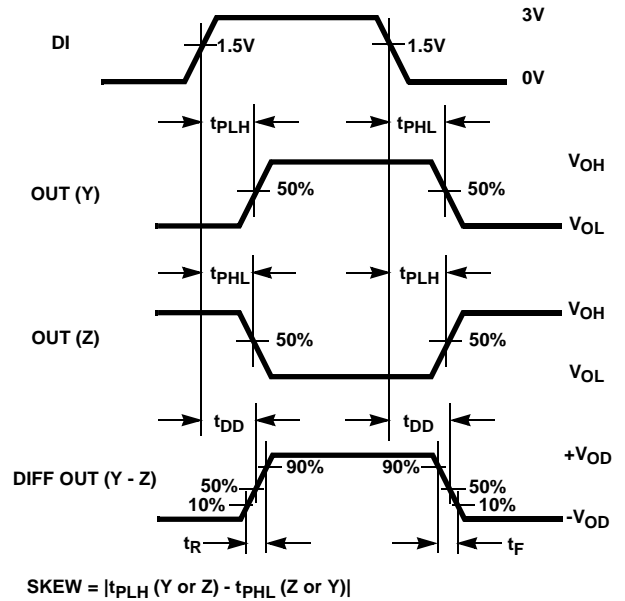 3V
DI
1.5V
1.5V
0V
tPLH
tPHL
VOH
OUT (Y)
50%
50%
VOL
tPHL
tPLH
VOH
OUT (Z)
50%
50%
VOL
tDD
tDD
+VOD
90%
90%
DIFF OUT (Y - Z)
50%
50%
10%
10%
-VOD
tR
tF
SKEW = |tPLH (Y or Z) - tPHL (Z or Y)|